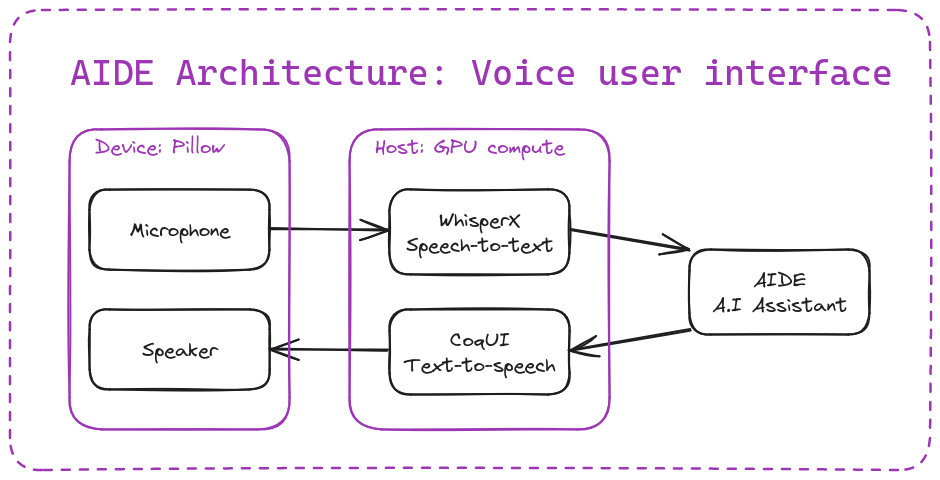 AIDE Architecture: Voice user interface
Device: Pillow
Host: GPU compute
Microphone
WhisperX
Speech-to-text
AIDE
A.I Assistant
Speaker
CoqUI
Text-to-speech